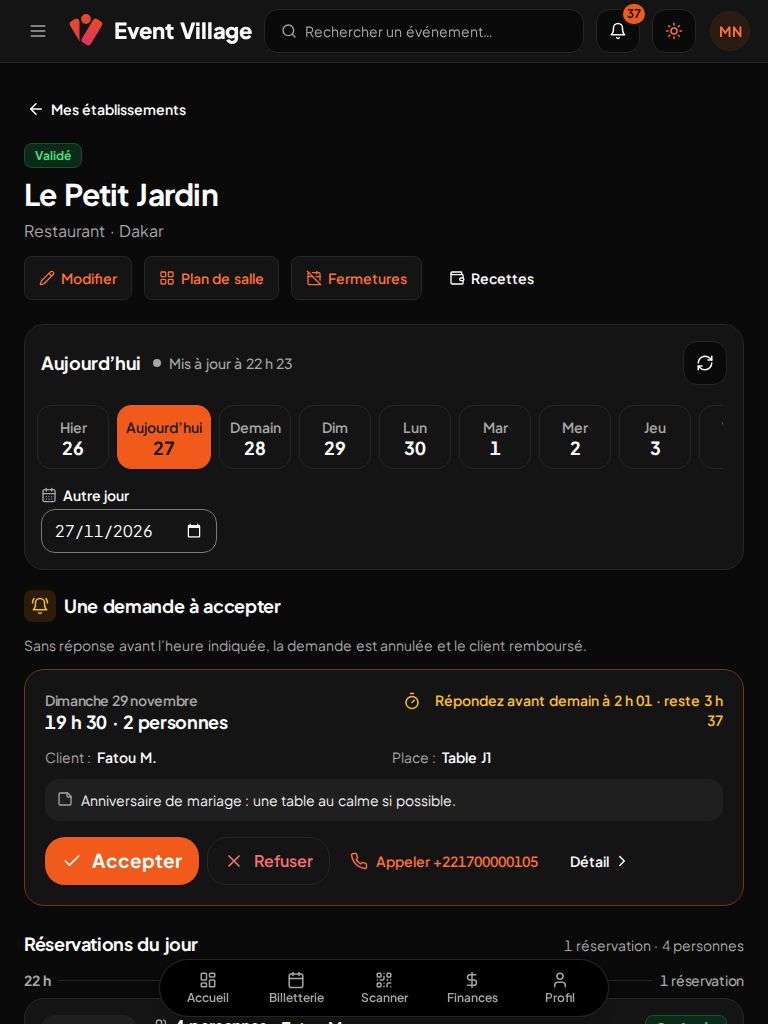 Event Village
Rechercher un événement...
37
MN
Mes établissements
Validé
Le Petit Jardin
Restaurant · Dakar
Modifier
Plan de salle
Fermetures
Recettes
Aujourd'hui
Mis à jour à 22 h 23
Hier
26
Aujourd'hui
27
Demain
28
Dim
29
Lun
30
Mar
1
Mer
2
Jeu
3
Autre jour
27/11/2026
Une demande à accepter
Sans réponse avant l'heure indiquée, la demande est annulée et le client remboursé.
Dimanche 29 novembre
19 h 30 · 2 personnes
Répondez avant demain à 2 h 01 · reste 3 h
37
Client : Fatou M.
Place : Table J1
Anniversaire de mariage : une table au calme si possible.
Accepter
Refuser
Appeler +221700000105
Détail
Réservations du jour
1 réservation · 4 personnes
22 h
1 réservation
Accueil
Billetterie
Scanner
Finances
Profil